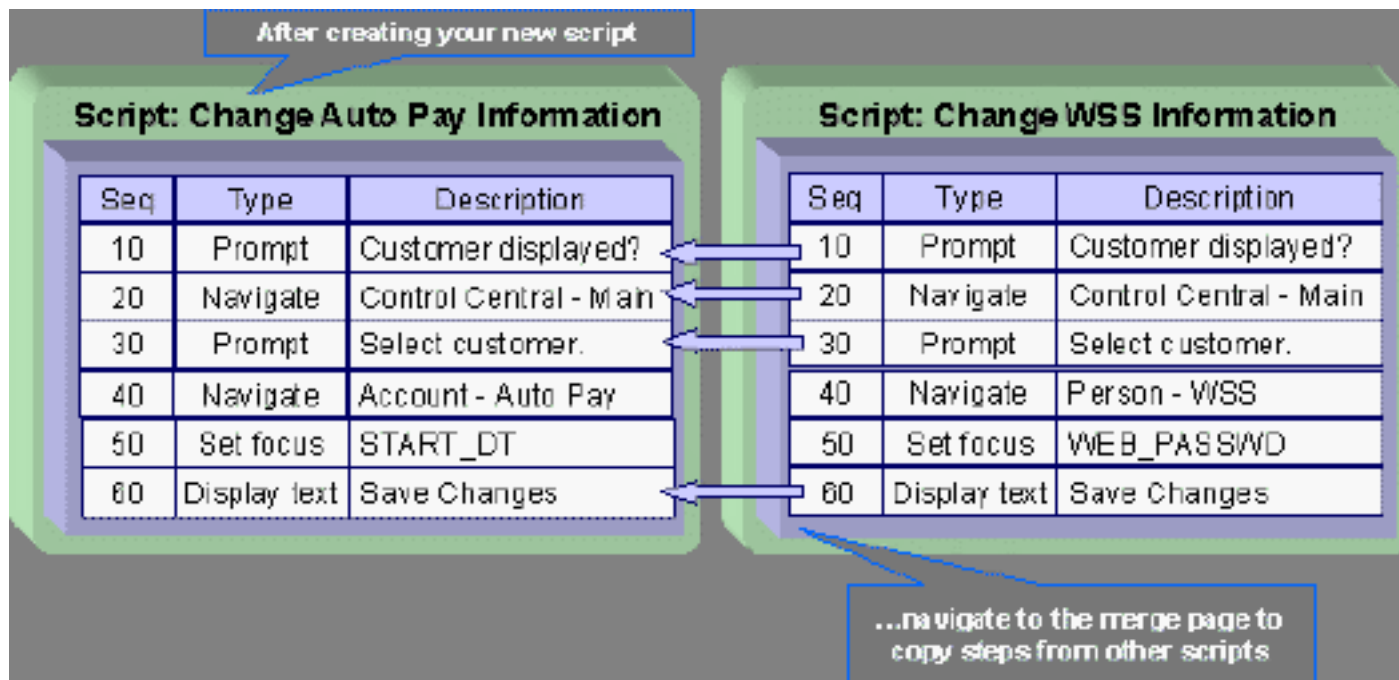 After creating your new script
Script: Change Auto Pay Information
Seq Type Description
10 Prompt Customer displayed?
20 Navigate Control Central - Main
30 Prompt Select customer.
40 Navigate Account - Auto Pay
50 Set focus START_DT
60 Display text Save Changes
Script: Change WSS Information
Seq Type Description
10 Prompt Customer displayed?
20 Navigate Control Central - Main
30 Prompt Select customer.
40 Navigate Person - WSS
50 Set focus WEB_PASSWD
60 Display text Save Changes
...navigate to the merge page to
copy steps from other scripts